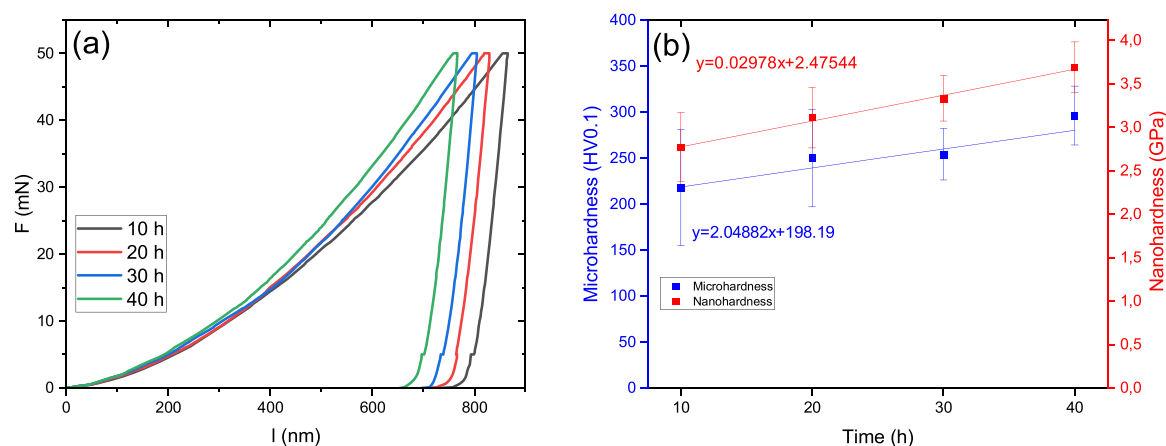 (a)
F (mN)
50
40
30
20
10
0
10 h
20 h
30 h
40 h
0 200 400 600 800
l (nm)
(b)
Microhardness (HV0.1)
400
350
300
250
200
150
100
50
0
y=0.02978x+2.47544
y=2.04882x+198.19
Microhardness
Nanohardness
10 20 30 40
Time (h)
4,0
3,5
3,0
2,5
2,0
1,5
1,0
0,5
0,0
Nanohardness (GPa)